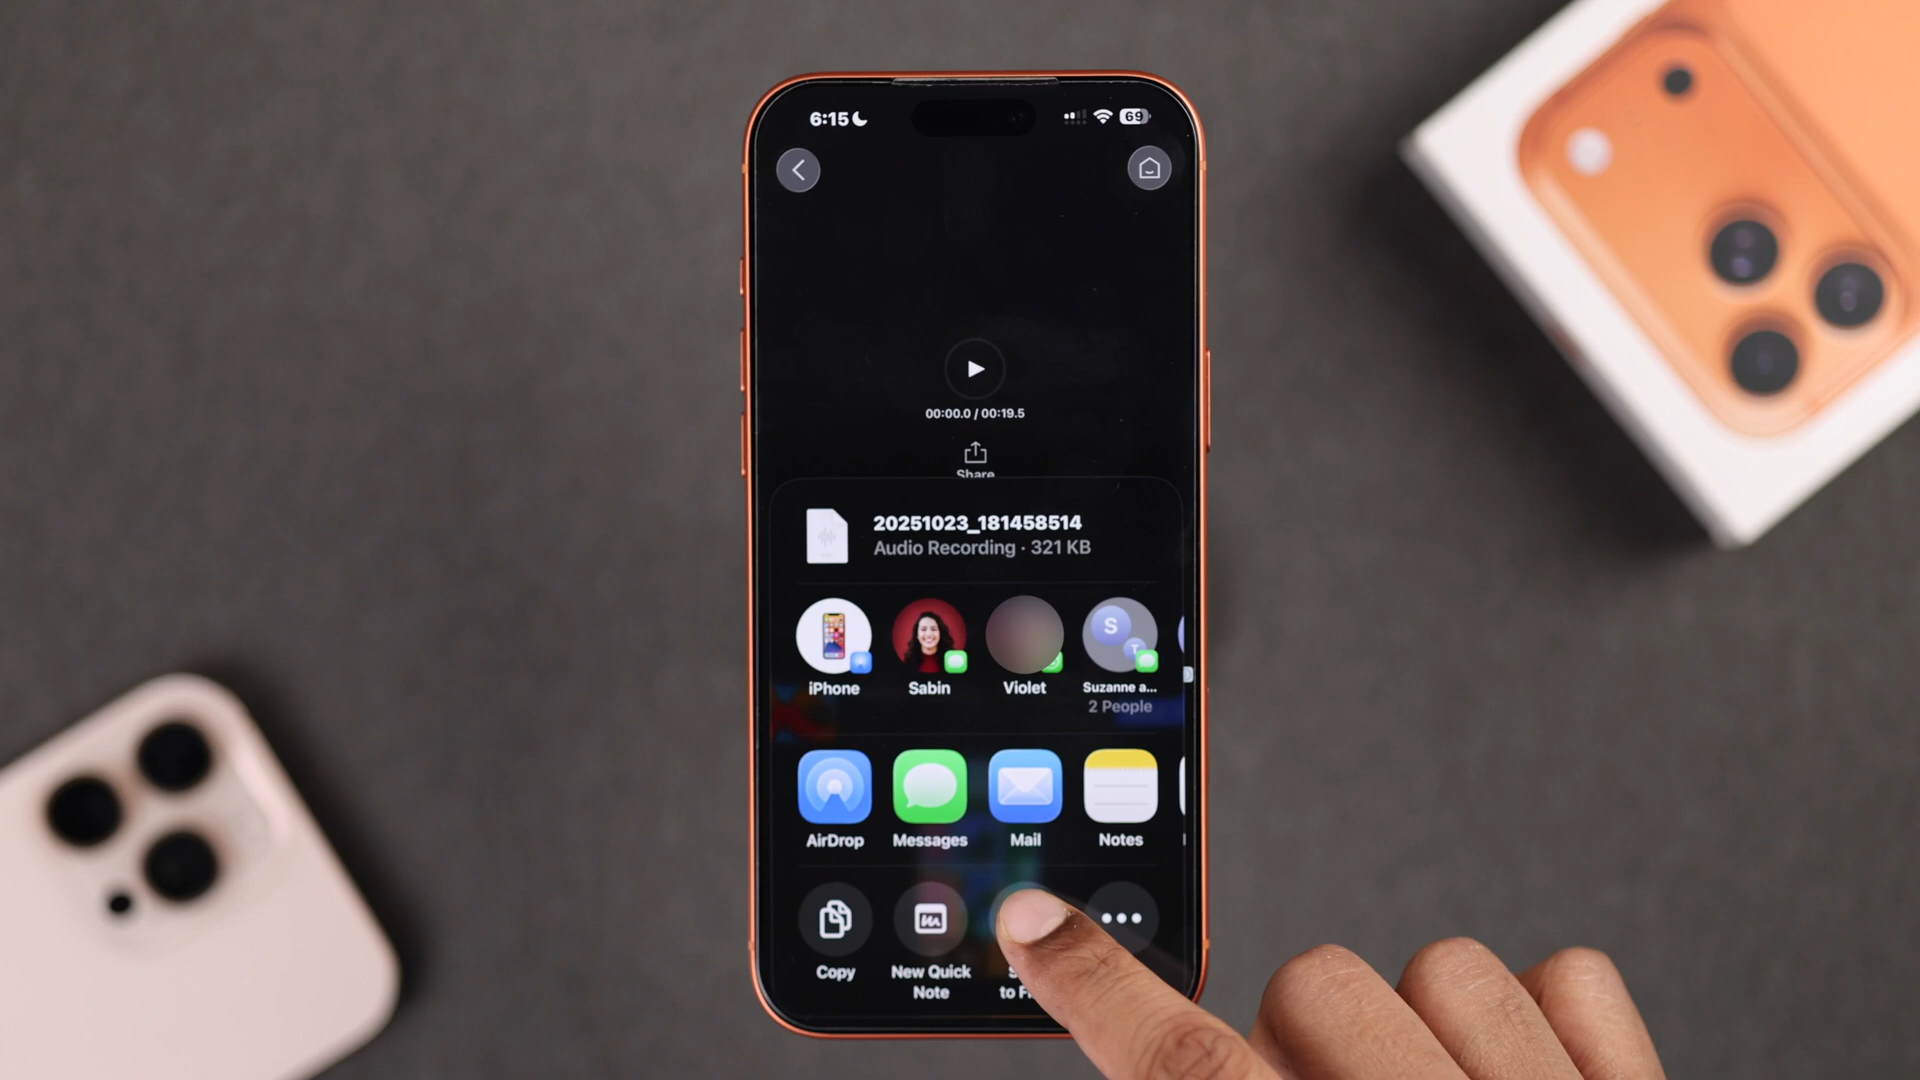 6:15
69
00:00.0 / 00:19.5
Share
20251023_181458514
Audio Recording · 321 KB
S
T
iPhone
Sabin
Violet
Suzanne a...
2 People
AirDrop
Messages
Mail
Notes
Copy
New Quick
Note
to